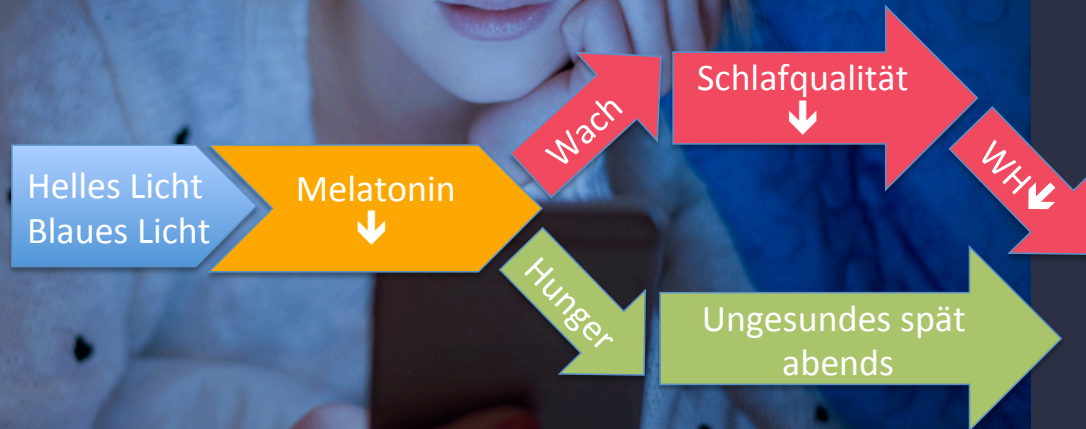 Helles Licht
Blaues Licht
Melatonin
↓
Wach
Schlafqualität
↓
WH↓
Hunger
Ungesundes spät
abends